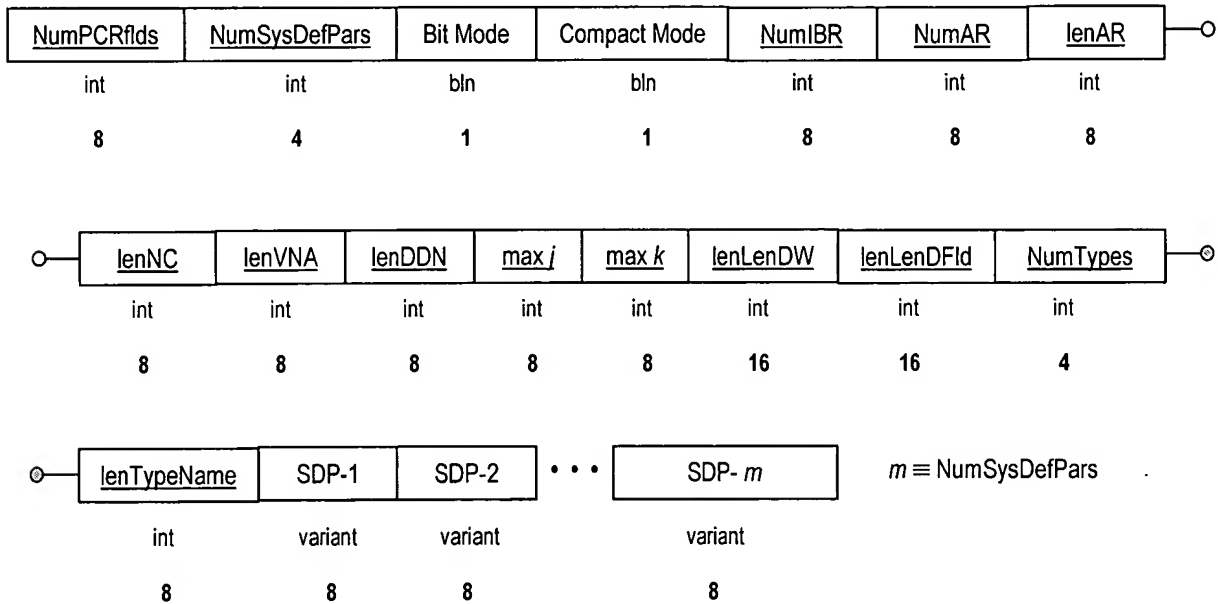 NumPCRflds NumSysDefPars Bit Mode Compact Mode NumIBR NumAR lenAR
int int bln bln int int int
8 4 1 1 8 8 8
lenNC lenVNA lenDDN max j max k lenLenDW lenLenDFld NumTypes
int int int int int int int int
8 8 8 8 8 16 16 4
lenTypeName SDP-1 SDP-2 • • • SDP- m m ≡ NumSysDefPars
int variant variant variant
8 8 8 8